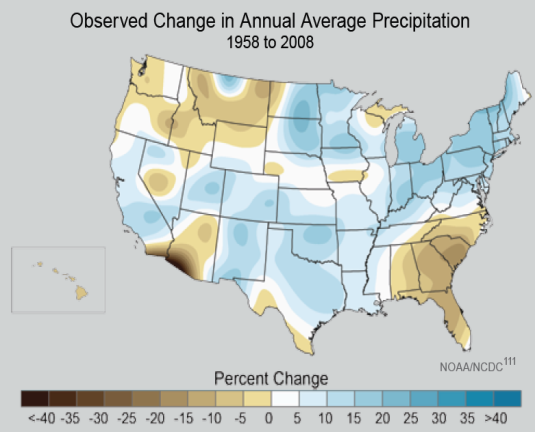 Observed Change in Annual Average Precipitation
1958 to 2008
NOAA/NCDC111
Percent Change
<-40 -35 -30 -25 -20 -15 -10 -5 0 5 10 15 20 25 30 35 >40